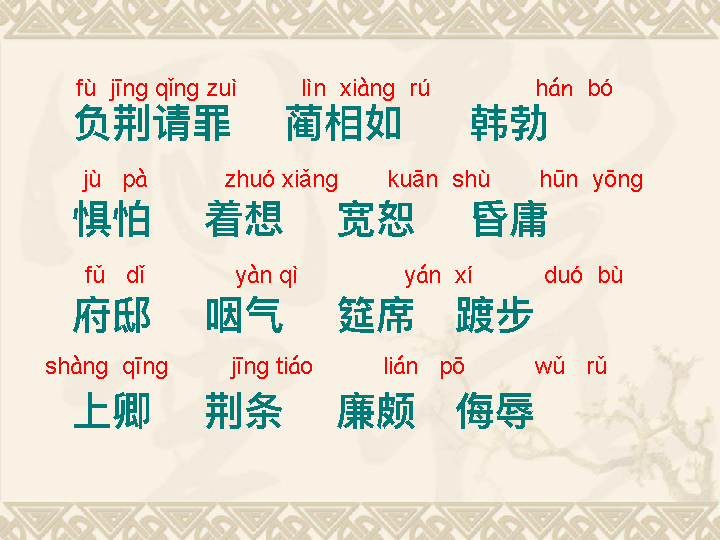 fù jīng qǐng zuì lìn xiàng rú hán bó
负荆请罪 蔺相如 韩勃
jù pà zhuó xiǎng kuān shù hūn yōng
惧怕 着想 宽恕 昏庸
fǔ dǐ yàn qì yán xí duó bù
府邸 咽气 筵席 踱步
shàng qīng jīng tiáo lián pō wǔ rǔ
上卿 荆条 廉颇 侮辱